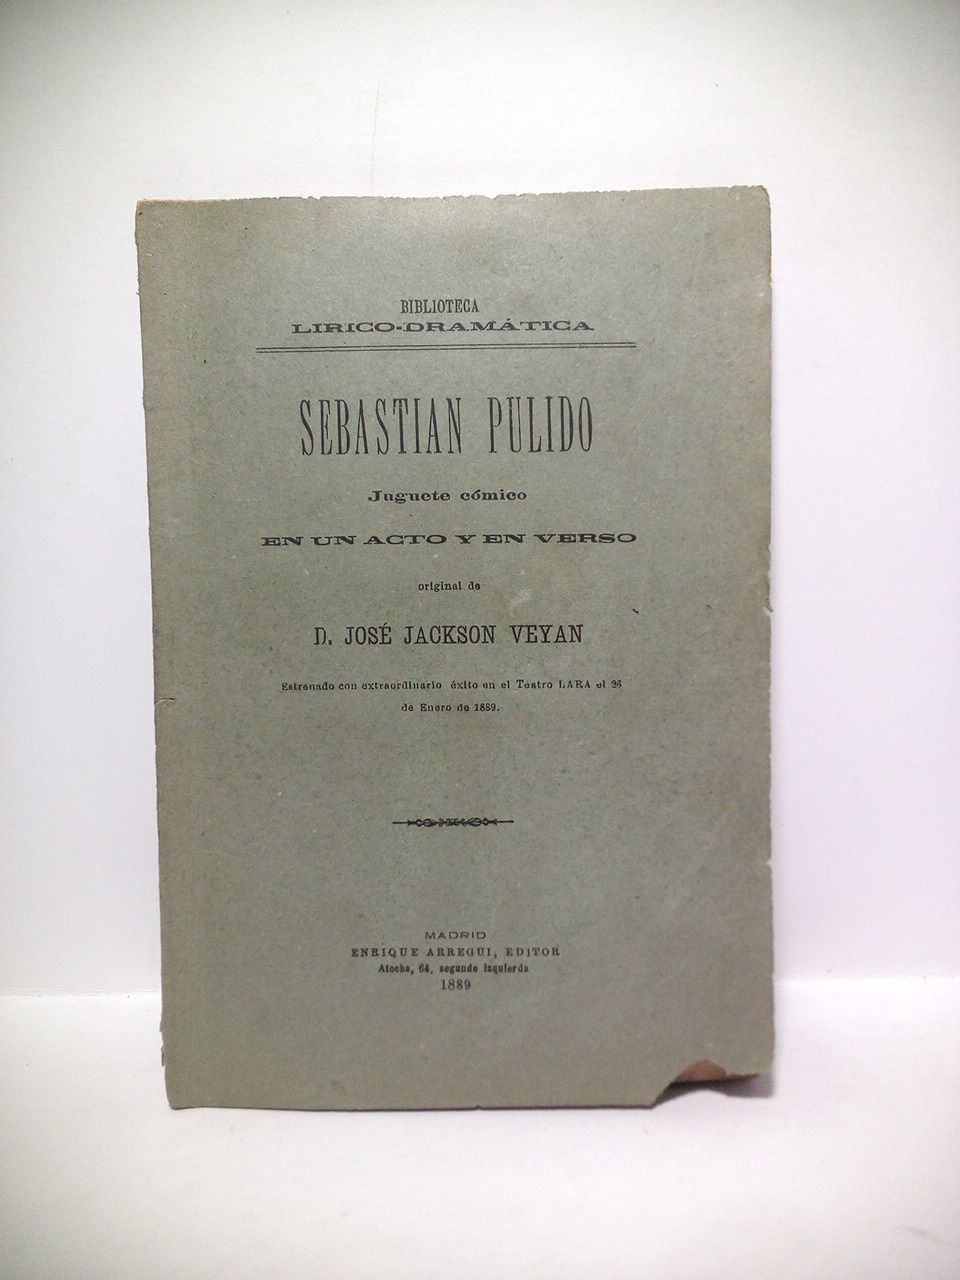 BIBLIOTECA
LIRICO-DRAMÁTICA
SEBASTIAN PULIDO
Juguete cómico
EN UN ACTO Y EN VERSO
original de
D. JOSÉ JACKSON VEYAN
Estrenado con extraordinario éxito en el Teatro LARA el 26
de Enero de 1889.
MADRID
ENRIQUE ARREGUI, EDITOR
Atocha, 64, segundo izquierda
1889